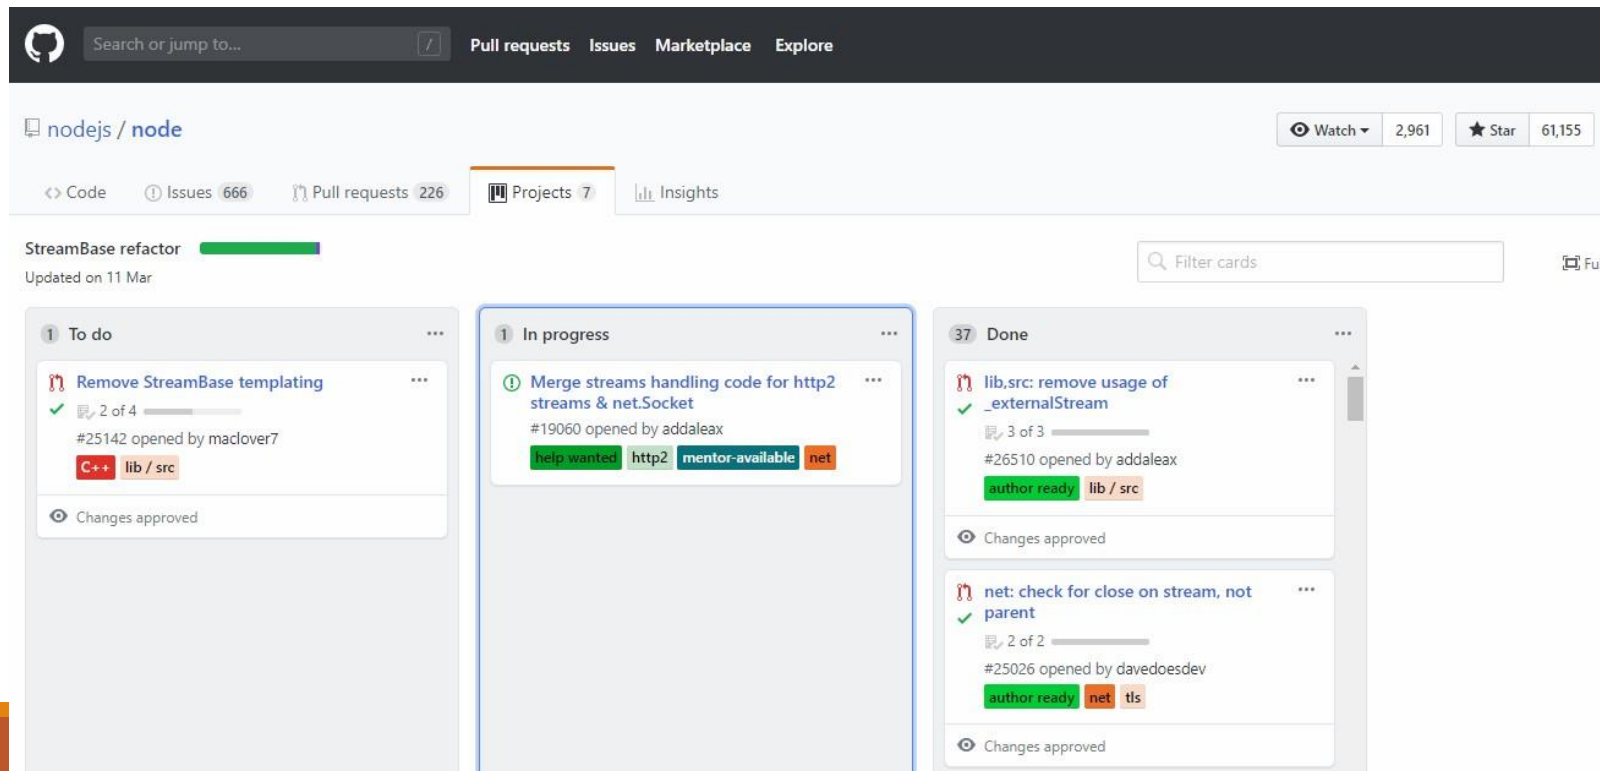 Search or jump to... /
Pull requests Issues Marketplace Explore
nodejs / node
Watch 2,961 Star 61,155
<> Code Issues 666 Pull requests 226 Projects 7 Insights
StreamBase refactor
Updated on 11 Mar
Filter cards
Fu
1 To do ...
Remove StreamBase templating ...
2 of 4
#25142 opened by maclover7
C++ lib / src
Changes approved
1 In progress ...
Merge streams handling code for http2 ...
streams & net.Socket
#19060 opened by addaleax
help wanted http2 mentor-available net
37 Done ...
lib,src: remove usage of ...
_externalStream
3 of 3
#26510 opened by addaleax
author ready lib / src
Changes approved
net: check for close on stream, not ...
parent
2 of 2
#25026 opened by davedoesdev
author ready net tls
Changes approved